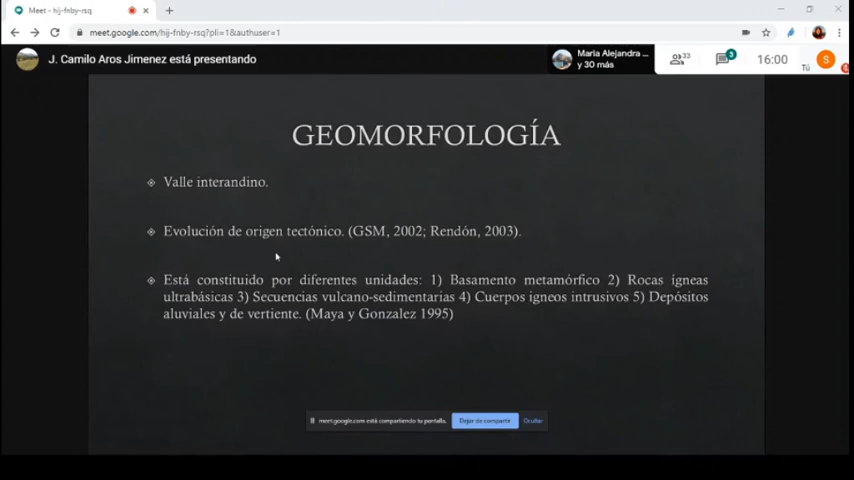 Meet - hij-fnby-rsq
meet.google.com/hij-fnby-rsq?pli=1&authuser=1
J. Camilo Aros Jimenez está presentando
Maria Alejandra ...
y 30 más
33
3
16:00
Tú
S
GEOMORFOLOGÍA
Valle interandino.
Evolución de origen tectónico. (GSM, 2002; Rendón, 2003).
Está constituido por diferentes unidades: 1) Basamento metamórfico 2) Rocas ígneas
ultrabásicas 3) Secuencias vulcano-sedimentarias 4) Cuerpos ígneos intrusivos 5) Depósitos
aluviales y de vertiente. (Maya y Gonzalez 1995)
meet.google.com está compartiendo tu pantalla.
Dejar de compartir
Ocultar